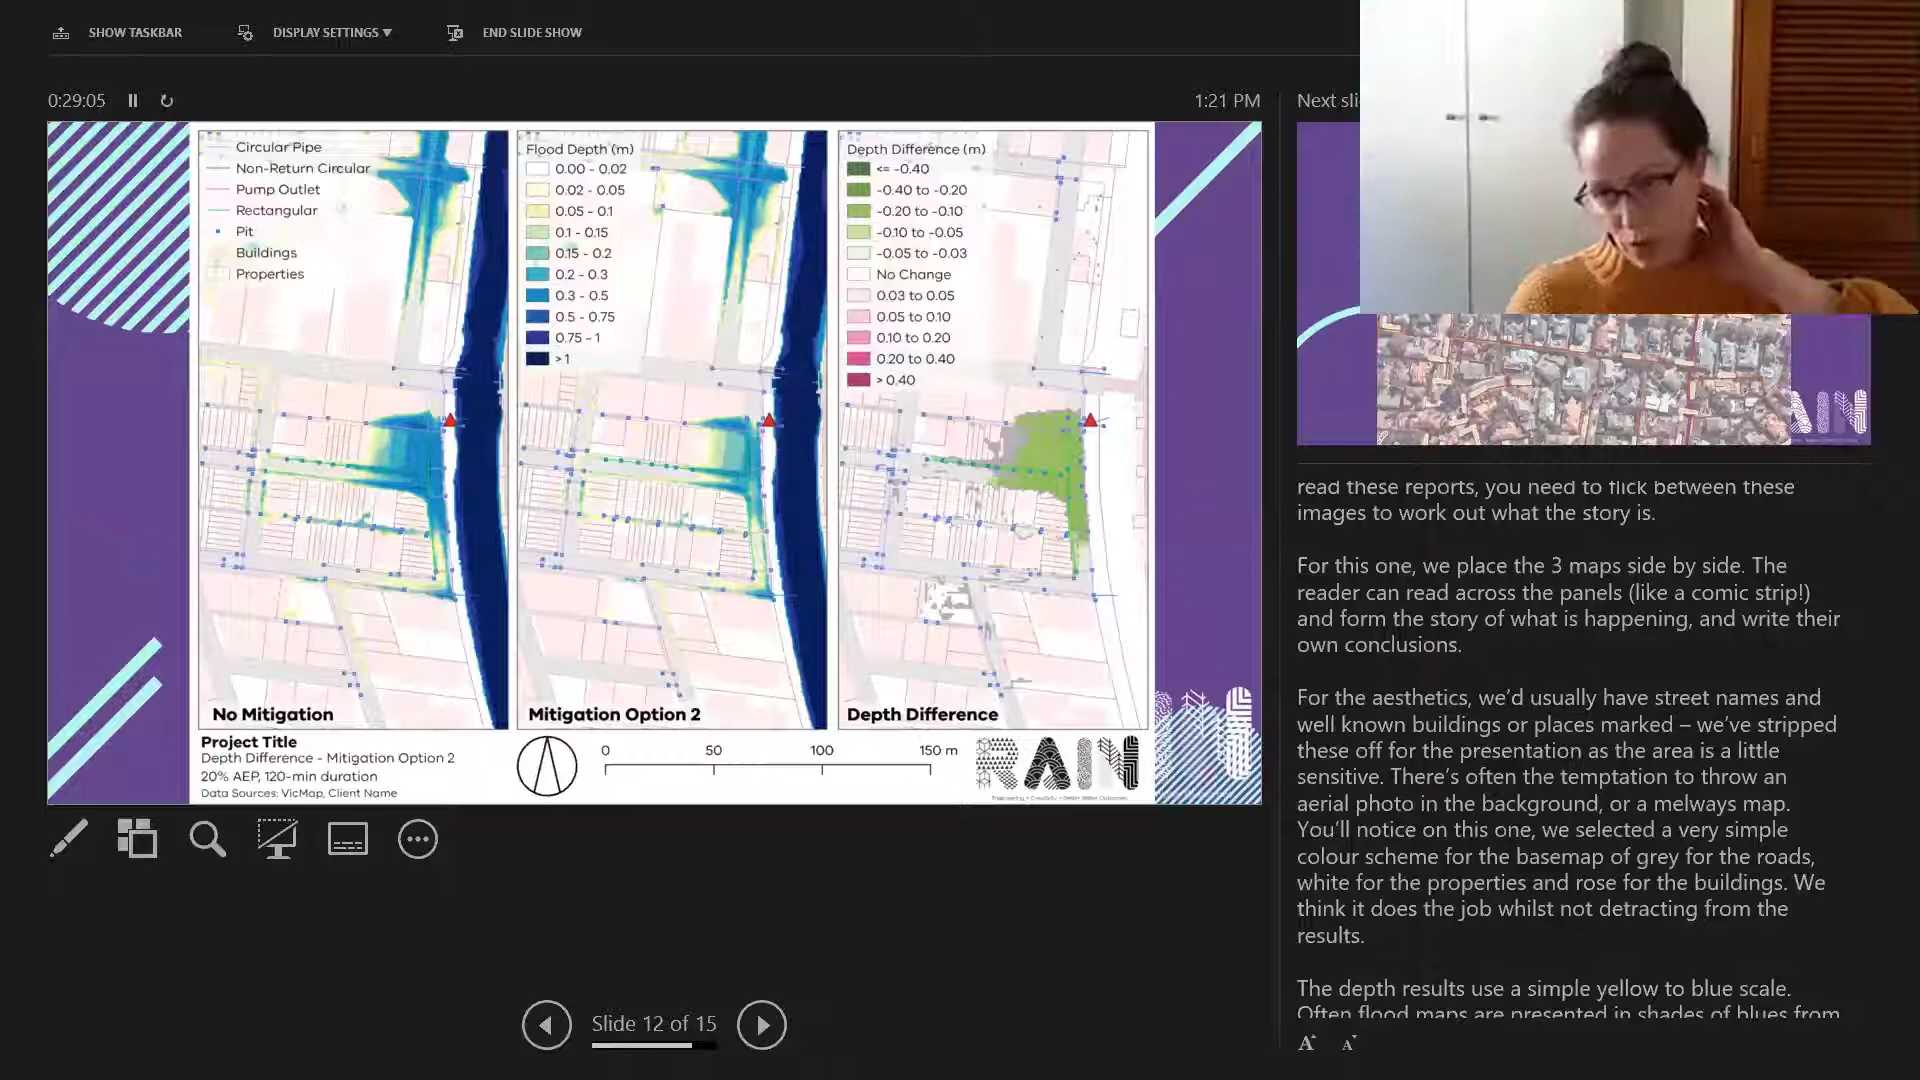 SHOW TASKBAR
DISPLAY SETTINGS ▼
END SLIDE SHOW
0:29:05
1:21 PM
Next sli
Circular Pipe
Non-Return Circular
Pump Outlet
Rectangular
Pit
Buildings
Properties
No Mitigation
Flood Depth (m)
0.00 - 0.02
0.02 - 0.05
0.05 - 0.1
0.1 - 0.15
0.15 - 0.2
0.2 - 0.3
0.3 - 0.5
0.5 - 0.75
0.75 - 1
> 1
Mitigation Option 2
Depth Difference (m)
<= -0.40
-0.40 to -0.20
-0.20 to -0.10
-0.10 to -0.05
-0.05 to -0.03
No Change
0.03 to 0.05
0.05 to 0.10
0.10 to 0.20
0.20 to 0.40
> 0.40
Depth Difference
Project Title
Depth Difference - Mitigation Option 2
20% AEP, 120-min duration
Data Sources: VicMap, Client Name
0 50 100 150 m
RAIN
AIN
read these reports, you need to flick between these
images to work out what the story is.
For this one, we place the 3 maps side by side. The
reader can read across the panels (like a comic strip!)
and form the story of what is happening, and write their
own conclusions.
For the aesthetics, we'd usually have street names and
well known buildings or places marked – we've stripped
these off for the presentation as the area is a little
sensitive. There's often the temptation to throw an
aerial photo in the background, or a melways map.
You'll notice on this one, we selected a very simple
colour scheme for the basemap of grey for the roads,
white for the properties and rose for the buildings. We
think it does the job whilst not detracting from the
results.
The depth results use a simple yellow to blue scale.
Often flood maps are presented in shades of blues from
Slide 12 of 15
A A